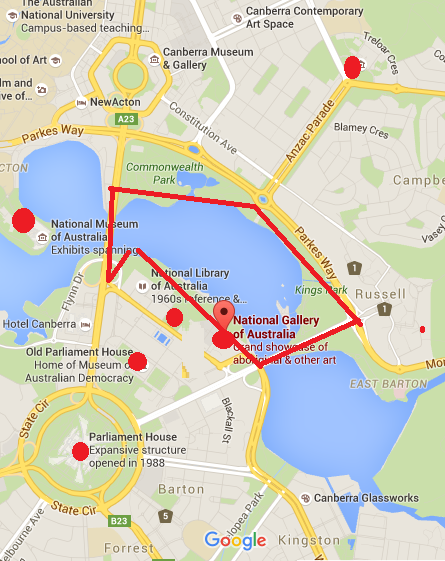 The Australian
National University
Campus-based teaching...
Canberra Contemporary
Art Space
Treloar Cres
Canberra Museum
& Gallery
ool of Art
lm and
ve of...
NewActon
A23
Parkes Way
Constitution Ave
Anzac Parade
Blamey Cres
CTON
Commonwealth
Park
Campb
Vasey C
National Museum
of Australia
Exhibits spanning
Parkes Way
1
Flynn Dr
National Library
of Australia
1960s reference &...
Kings Park
Russell
1
Hotel Canberra
National Gallery
of Australia
Grand showcase of
aboriginal & other art
Old Parliament House
Home of Museum of
Australian Democracy
Mo
EAST BARTON
State Cir
Blackall St
Parliament House
Expansive structure
opened in 1988
Barton
Canberra Glassworks
State Cir
B23
5
elbourne Ave
Forrest
Google
Kingston